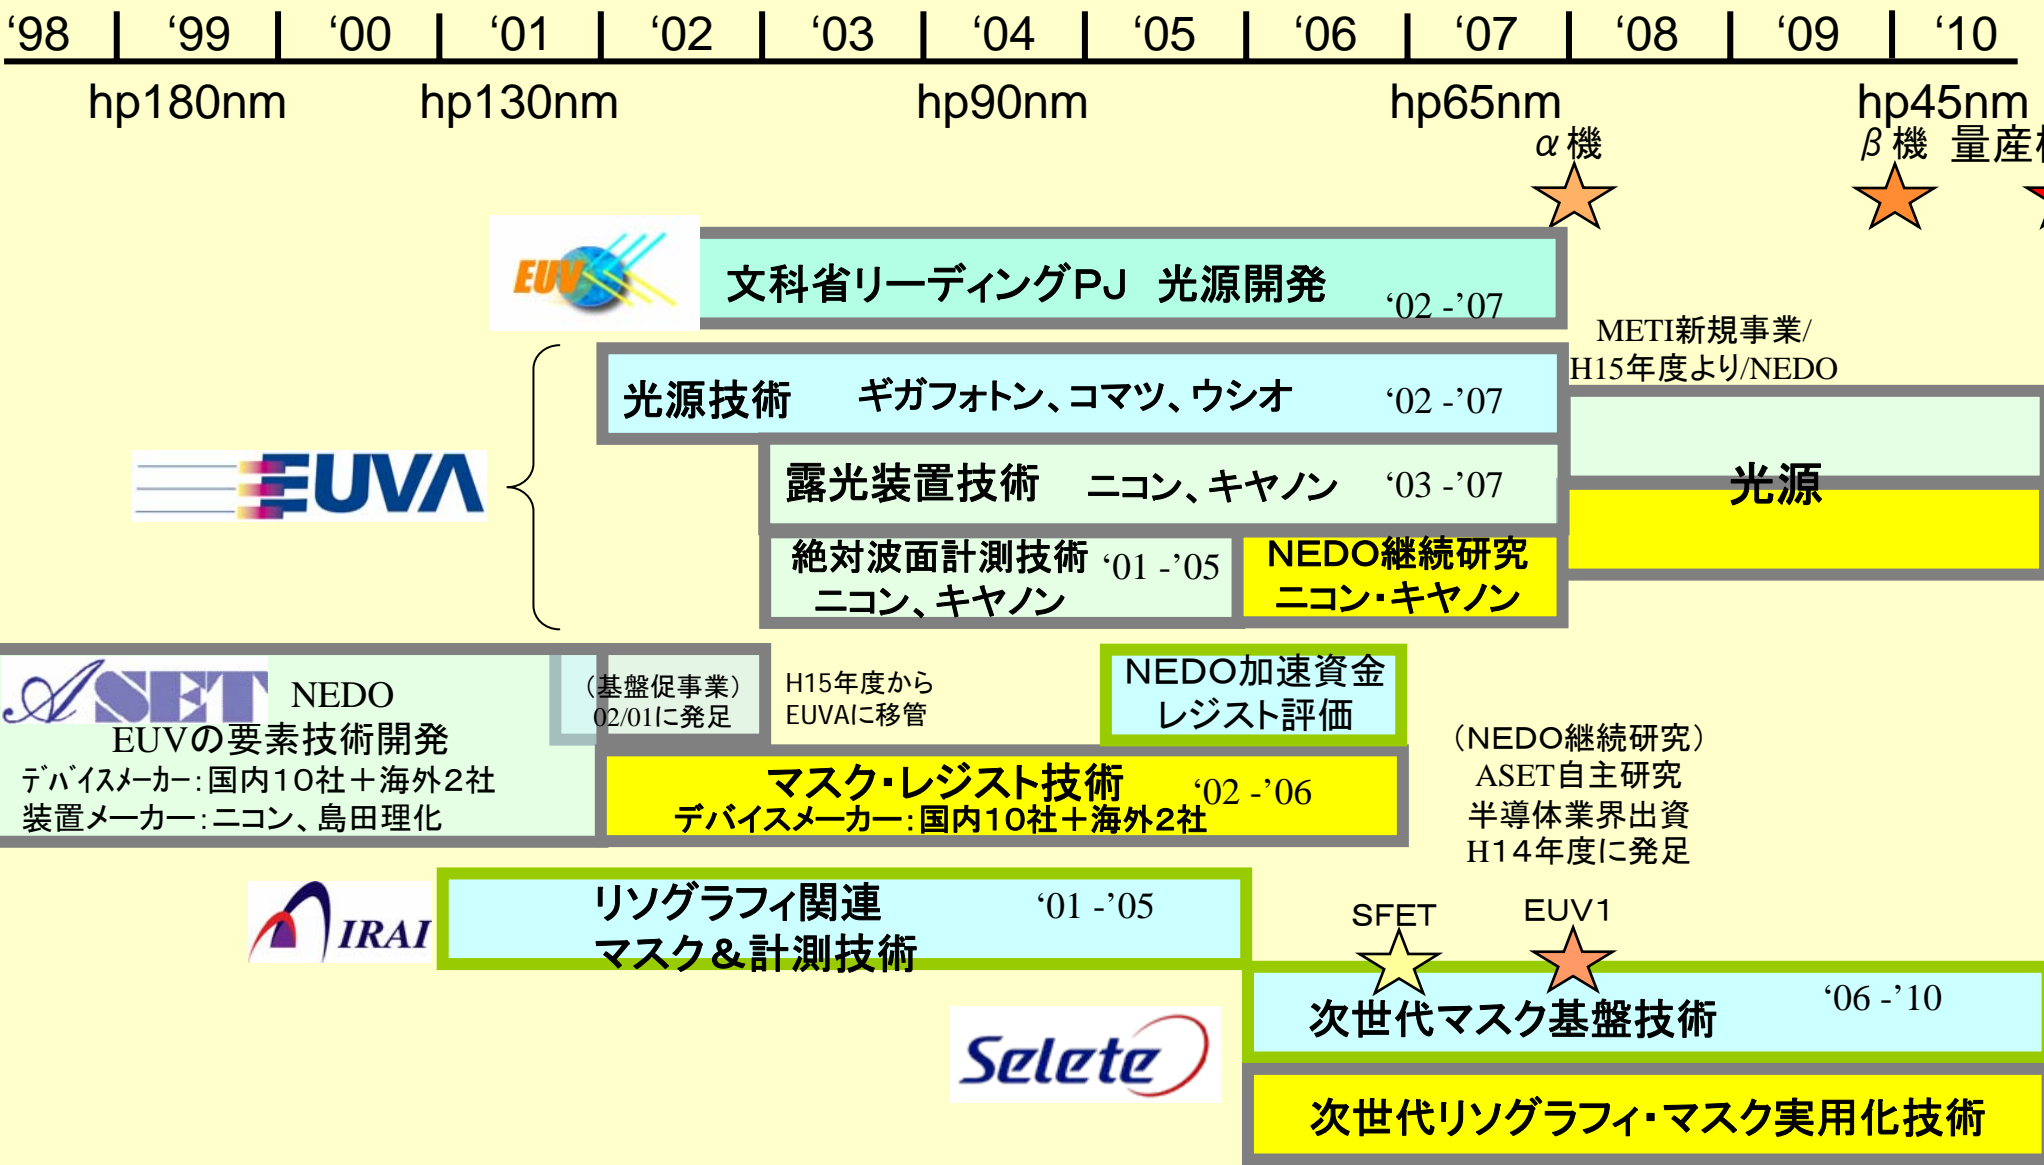 ‘98 ‘99 ‘00 ‘01 ‘02 ‘03 ‘04 ‘05 ‘06 ‘07 ‘08 ‘09 ‘10
hp180nm hp130nm hp90nm hp65nm hp45nm
α機 β機 量産機
EUV
文科省リーディングPJ 光源開発 ‘02 -’07
METI新規事業/
H15年度より/NEDO
光源技術 ギガフォトン、コマツ、ウシオ ‘02 -’07
EUVA
露光装置技術 ニコン、キヤノン ‘03 -’07
光源
絶対波面計測技術 ‘01 -’05
ニコン、キヤノン
NEDO継続研究
ニコン・キヤノン
ASET NEDO
EUVの要素技術開発
デバイスメーカー：国内10社＋海外2社
装置メーカー：ニコン、島田理化
（基盤促事業）
02/01に発足
H15年度から
EUVAに移管
NEDO加速資金
レジスト評価
マスク・レジスト技術 ‘02 -’06
デバイスメーカー：国内10社＋海外2社
（NEDO継続研究）
ASET自主研究
半導体業界出資
H14年度に発足
MIRAI
リソグラフィ関連 ‘01 -’05
マスク＆計測技術
SFET EUV1
Selete
次世代マスク基盤技術 ‘06 -’10
次世代リソグラフィ・マスク実用化技術